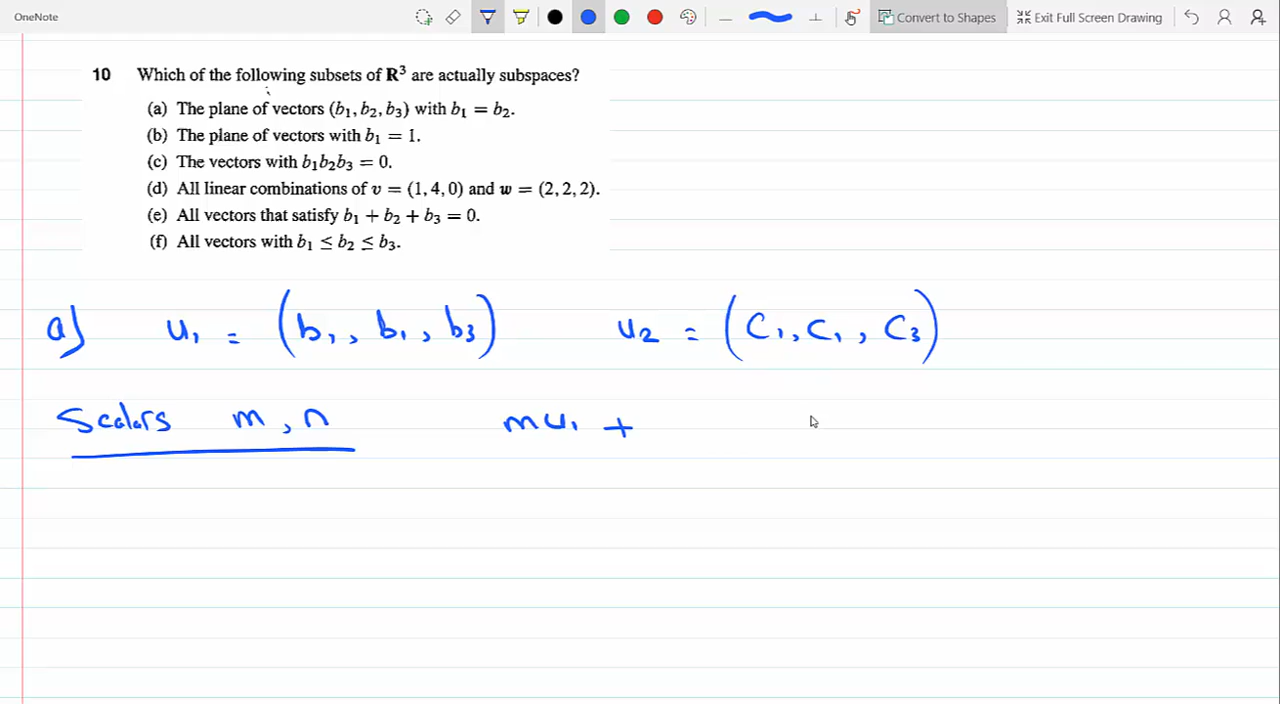 OneNote
Convert to Shapes
Exit Full Screen Drawing
10 Which of the following subsets of R³ are actually subspaces?
(a) The plane of vectors (b₁, b₂, b₃) with b₁ = b₂.
(b) The plane of vectors with b₁ = 1.
(c) The vectors with b₁b₂b₃ = 0.
(d) All linear combinations of v = (1, 4, 0) and w = (2, 2, 2).
(e) All vectors that satisfy b₁ + b₂ + b₃ = 0.
(f) All vectors with b₁ ≤ b₂ ≤ b₃.
a) u₁ = (b₁, b₁, b₃) u₂ = (C₁, C₁, C₃)
Scalars m, n mu₁ +